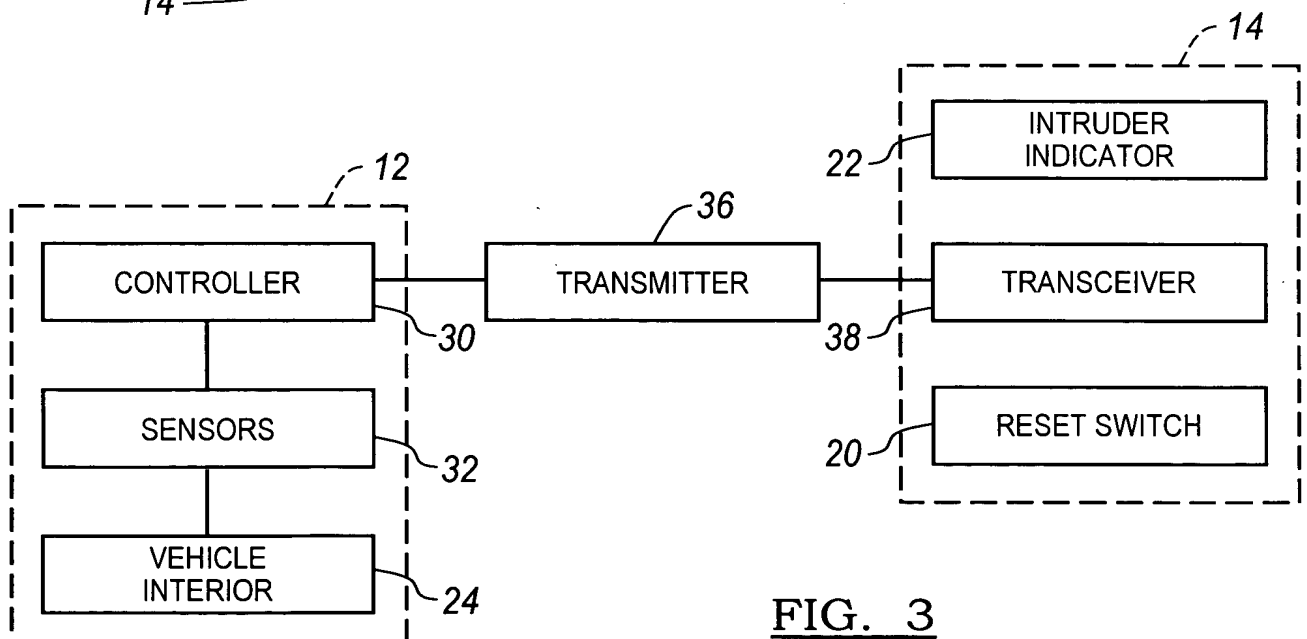 14
14
INTRUDER
INDICATOR
22
12
36
CONTROLLER
TRANSMITTER
TRANSCEIVER
30
38
SENSORS
RESET SWITCH
32
20
VEHICLE
INTERIOR
24
FIG. 3